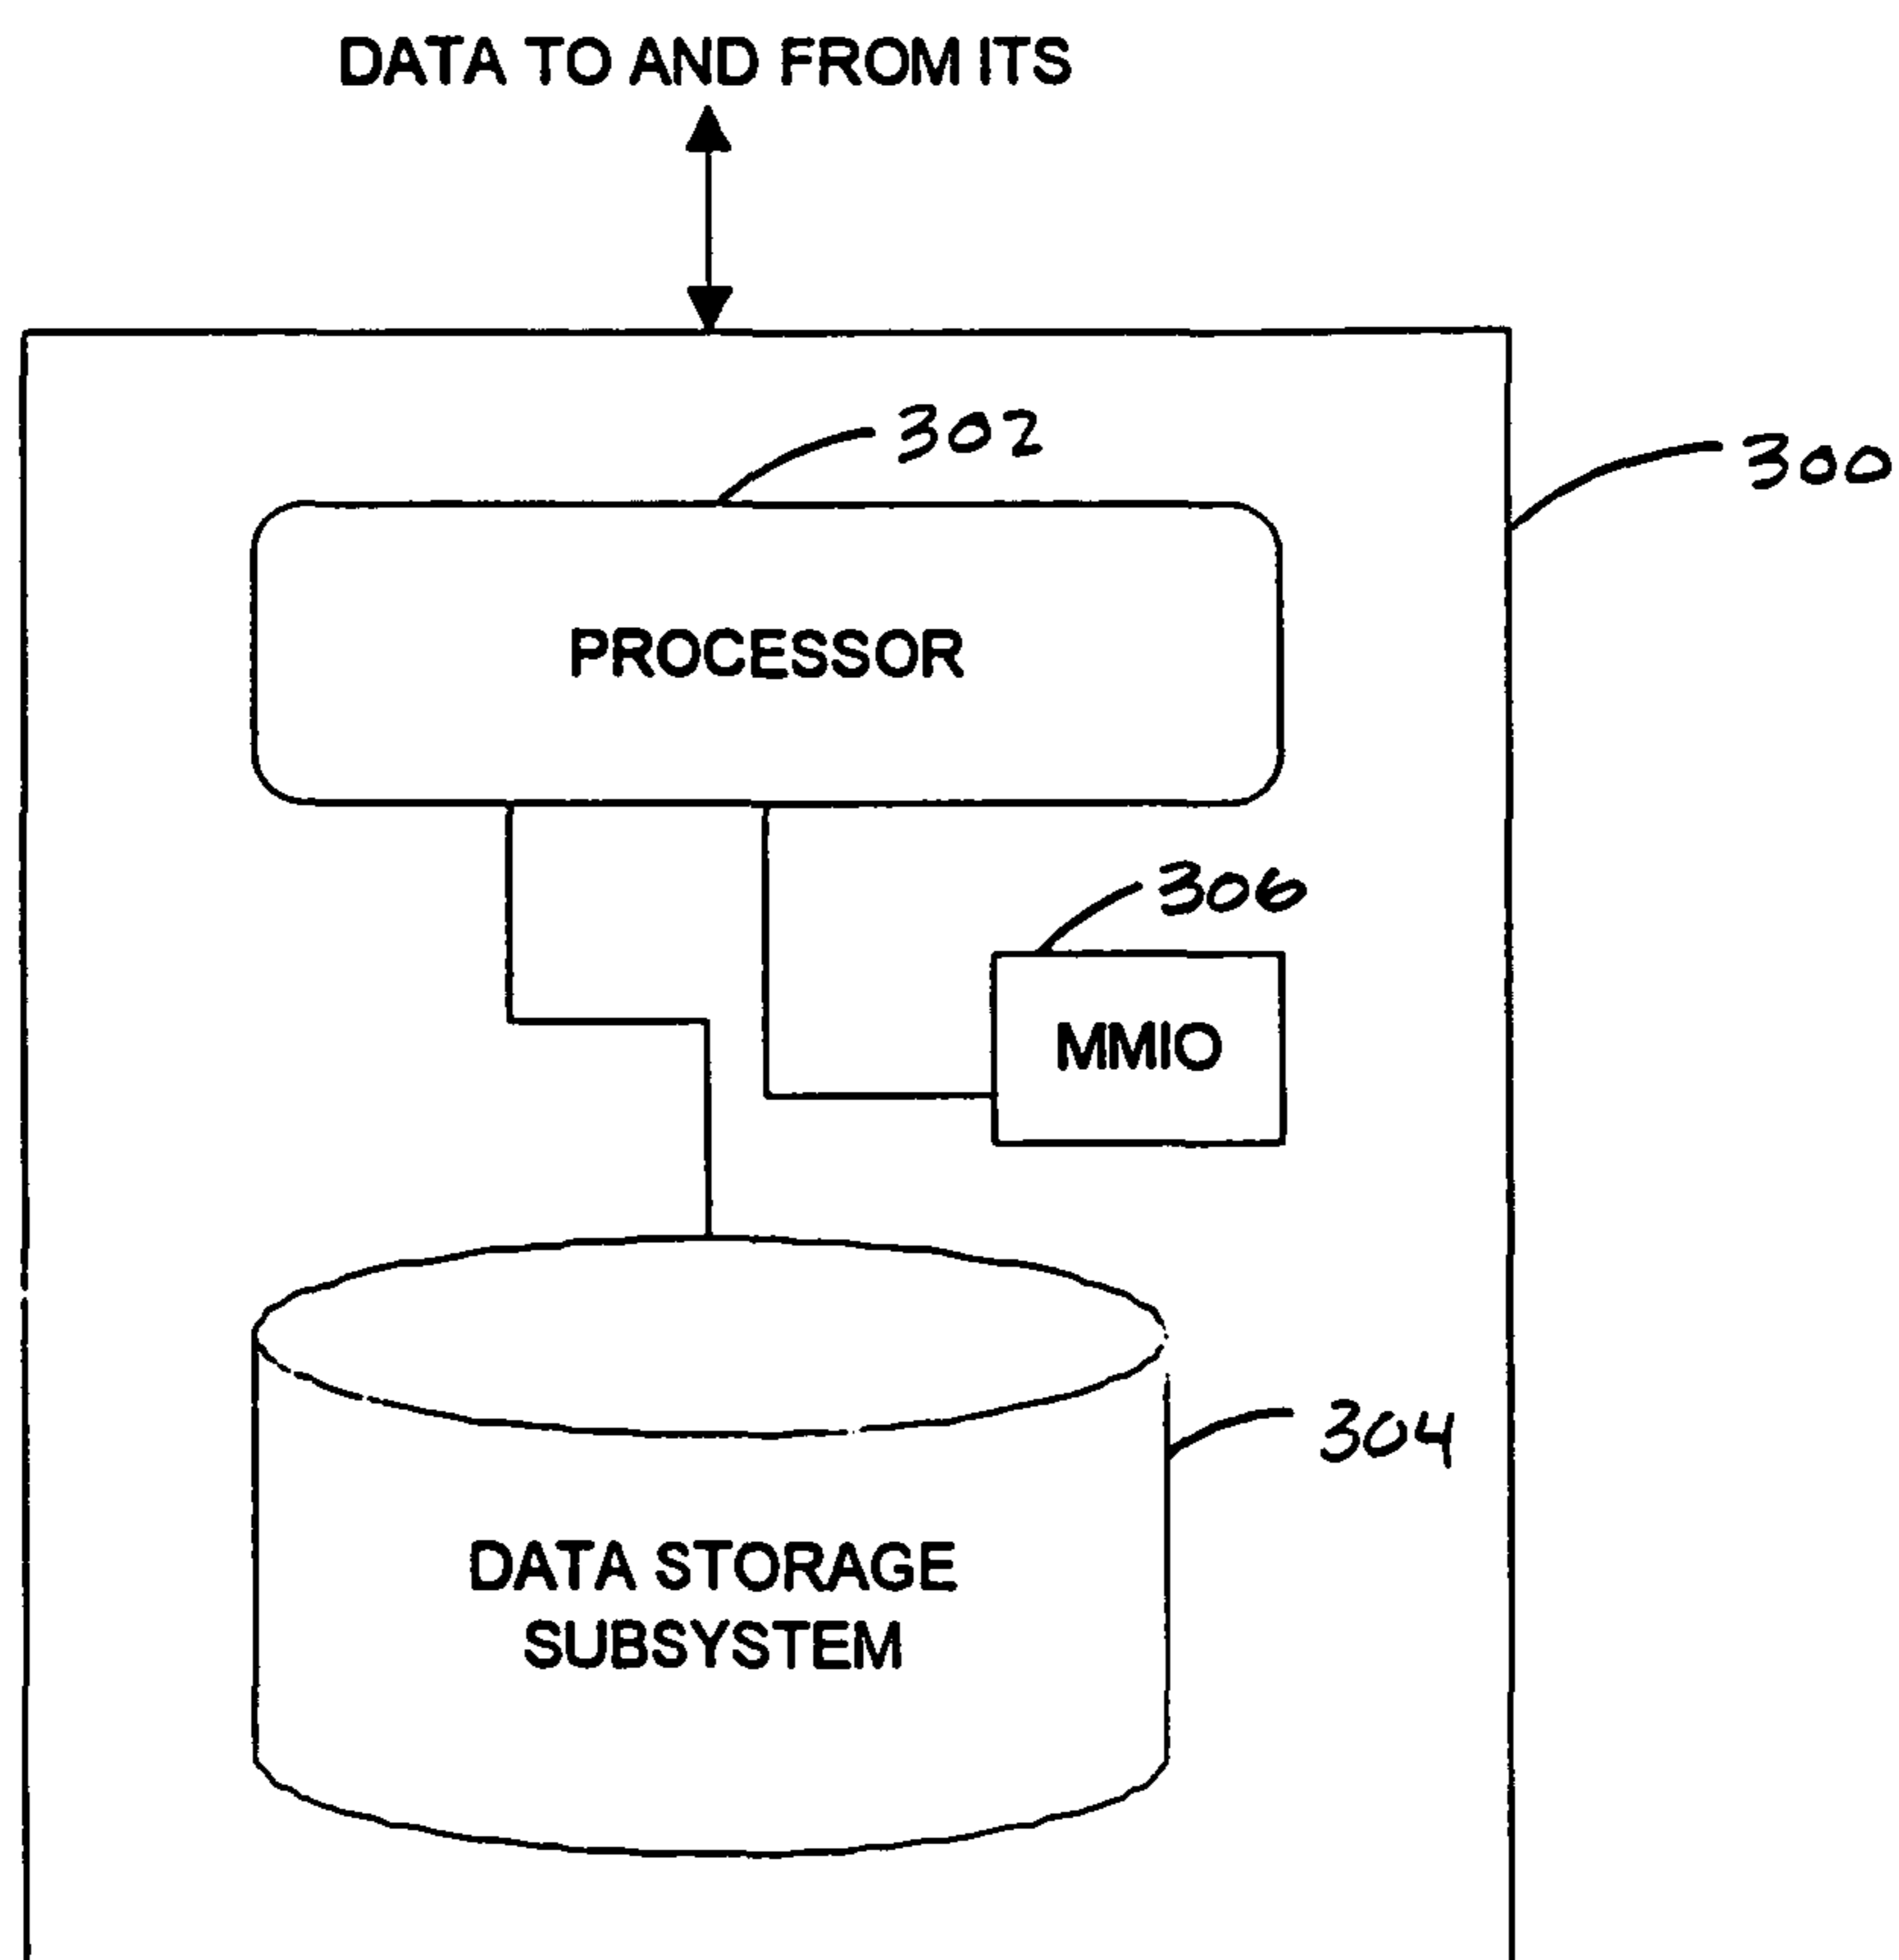 DATA TO AND FROM ITS
302
300
PROCESSOR
306
MMIO
304
DATA STORAGE
SUBSYSTEM